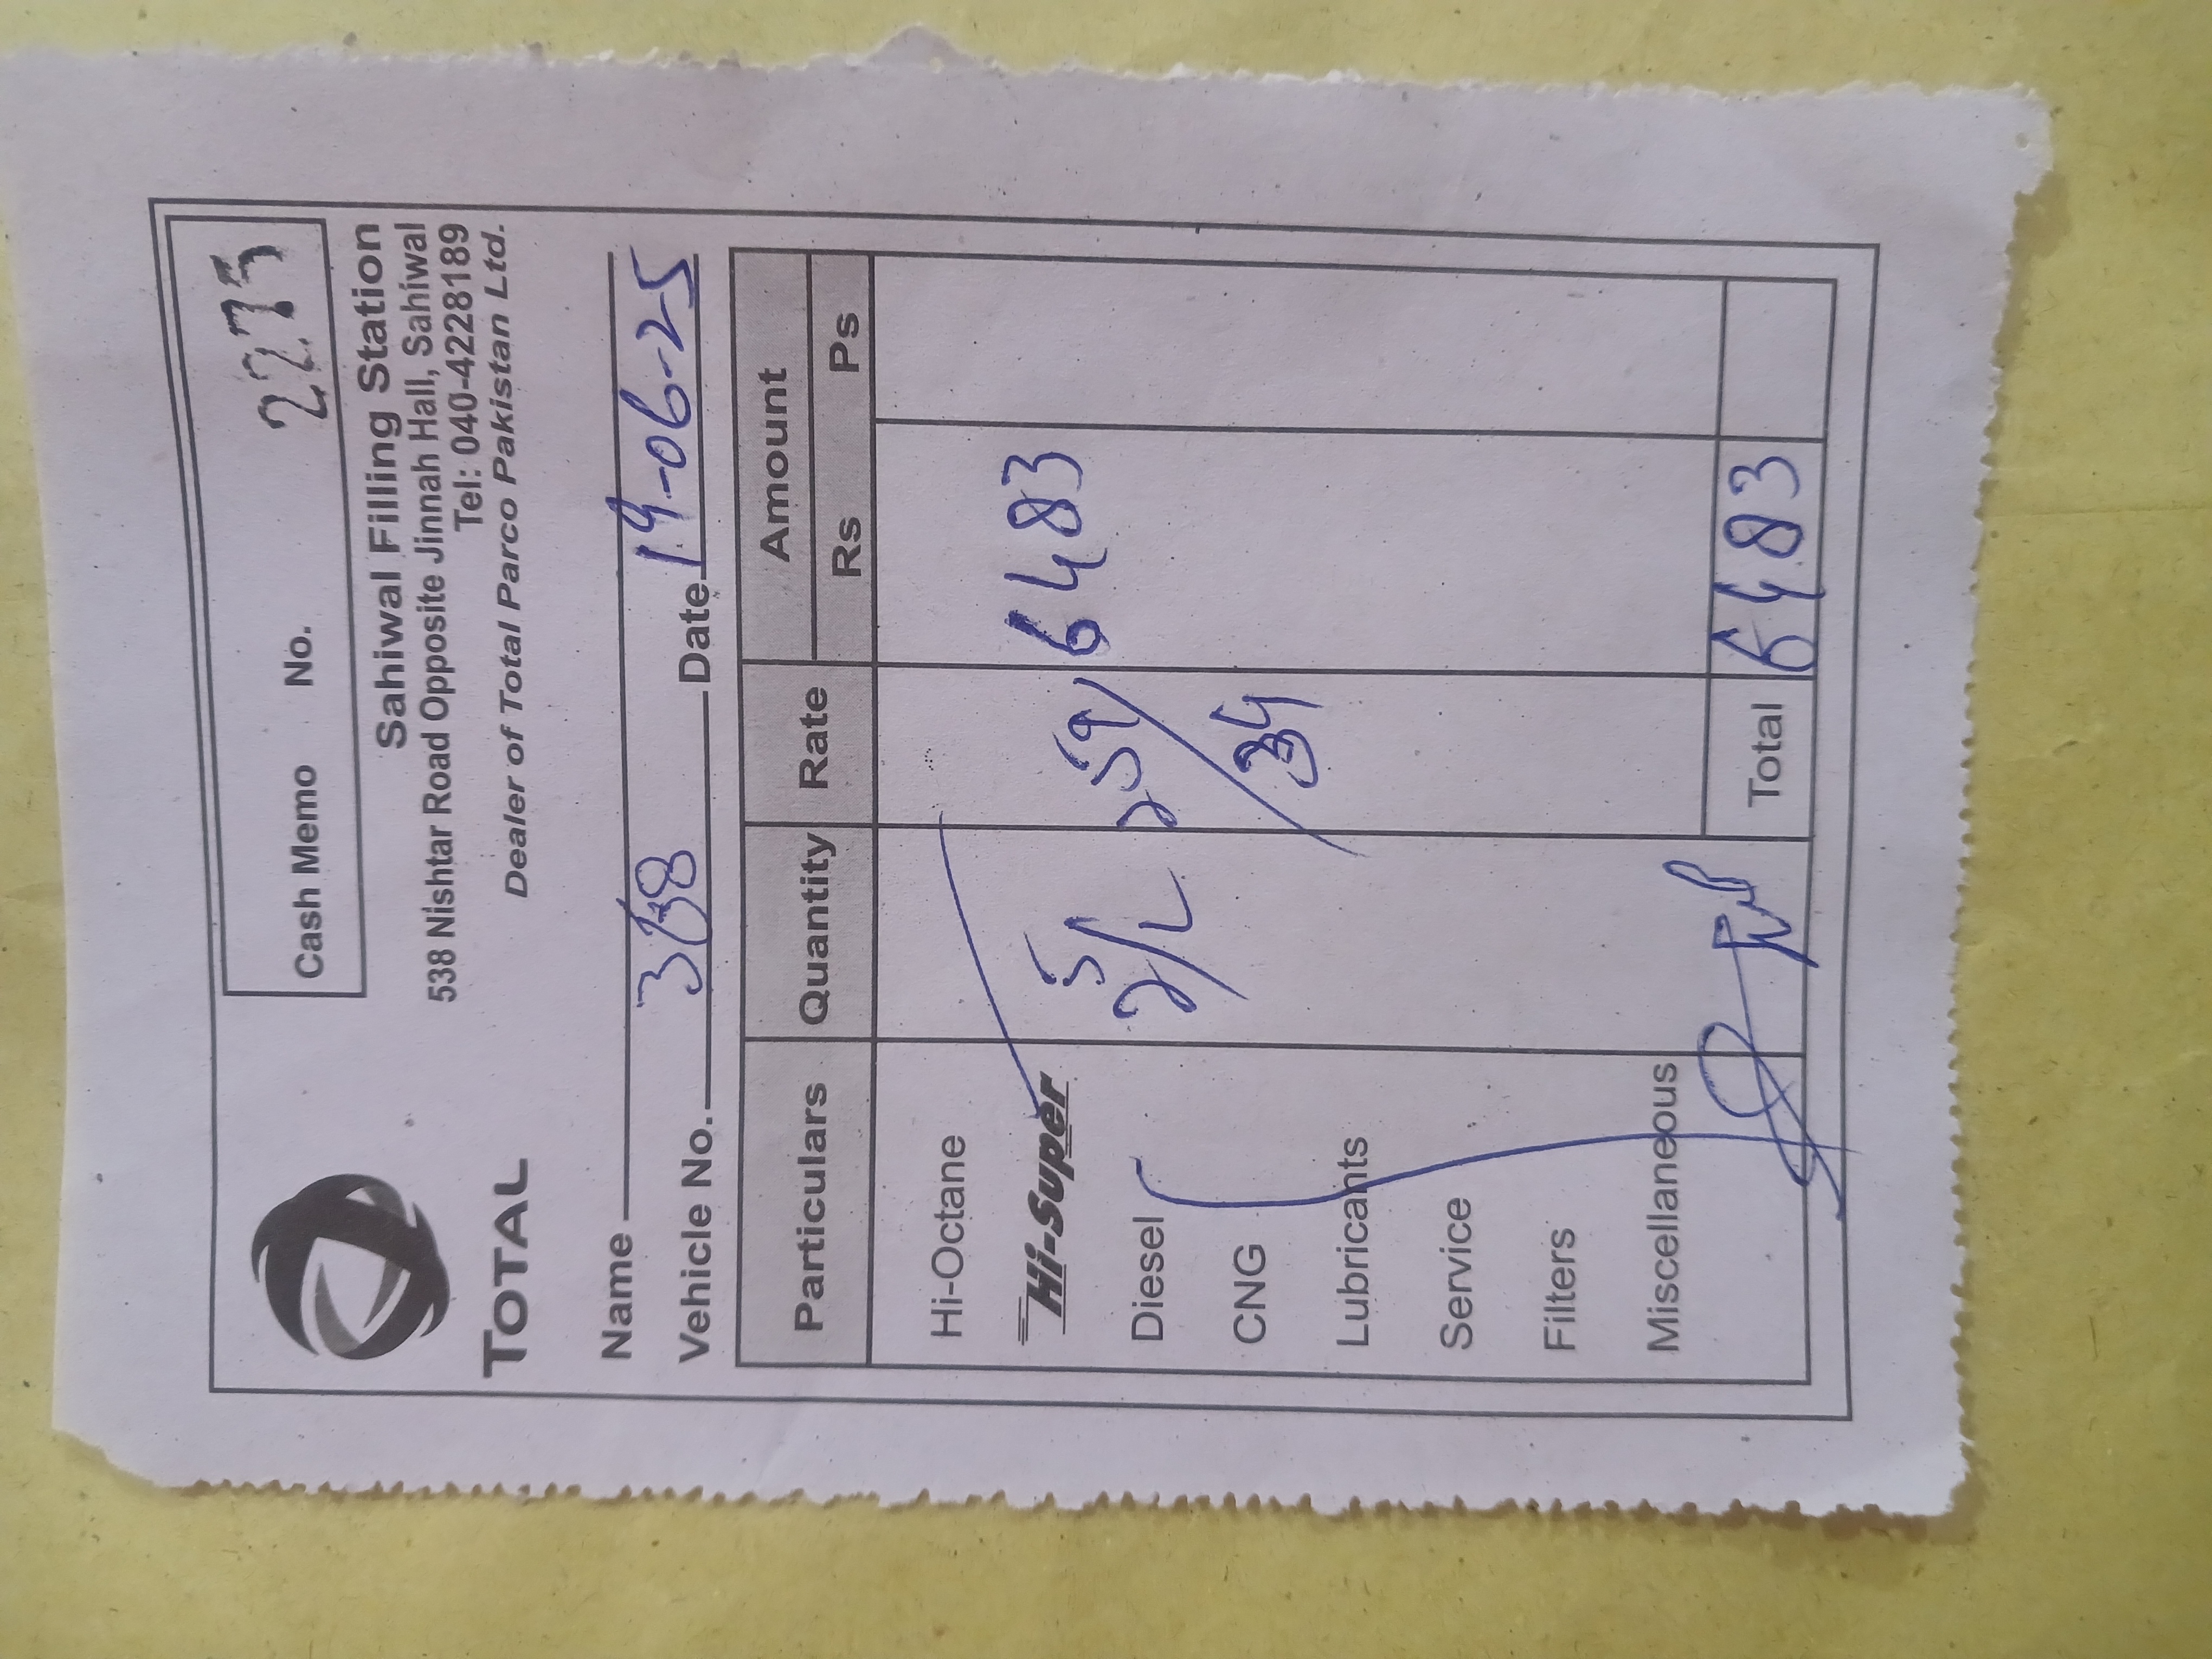 Cash Memo No. 2275
TOTAL
Sahiwal Filling Station
538 Nishtar Road Opposite Jinnah Hall, Sahiwal
Tel: 040-4228189
Dealer of Total Parco Pakistan Ltd.
Name
Vehicle No. Date 19-06-25
Particulars Quantity Rate Amount
Rs Ps
Hi-Octane
Hi-Super 25/L 259/34 6483
Diesel
CNG
Lubricants
Service
Filters
Miscellaneous
Total 6483